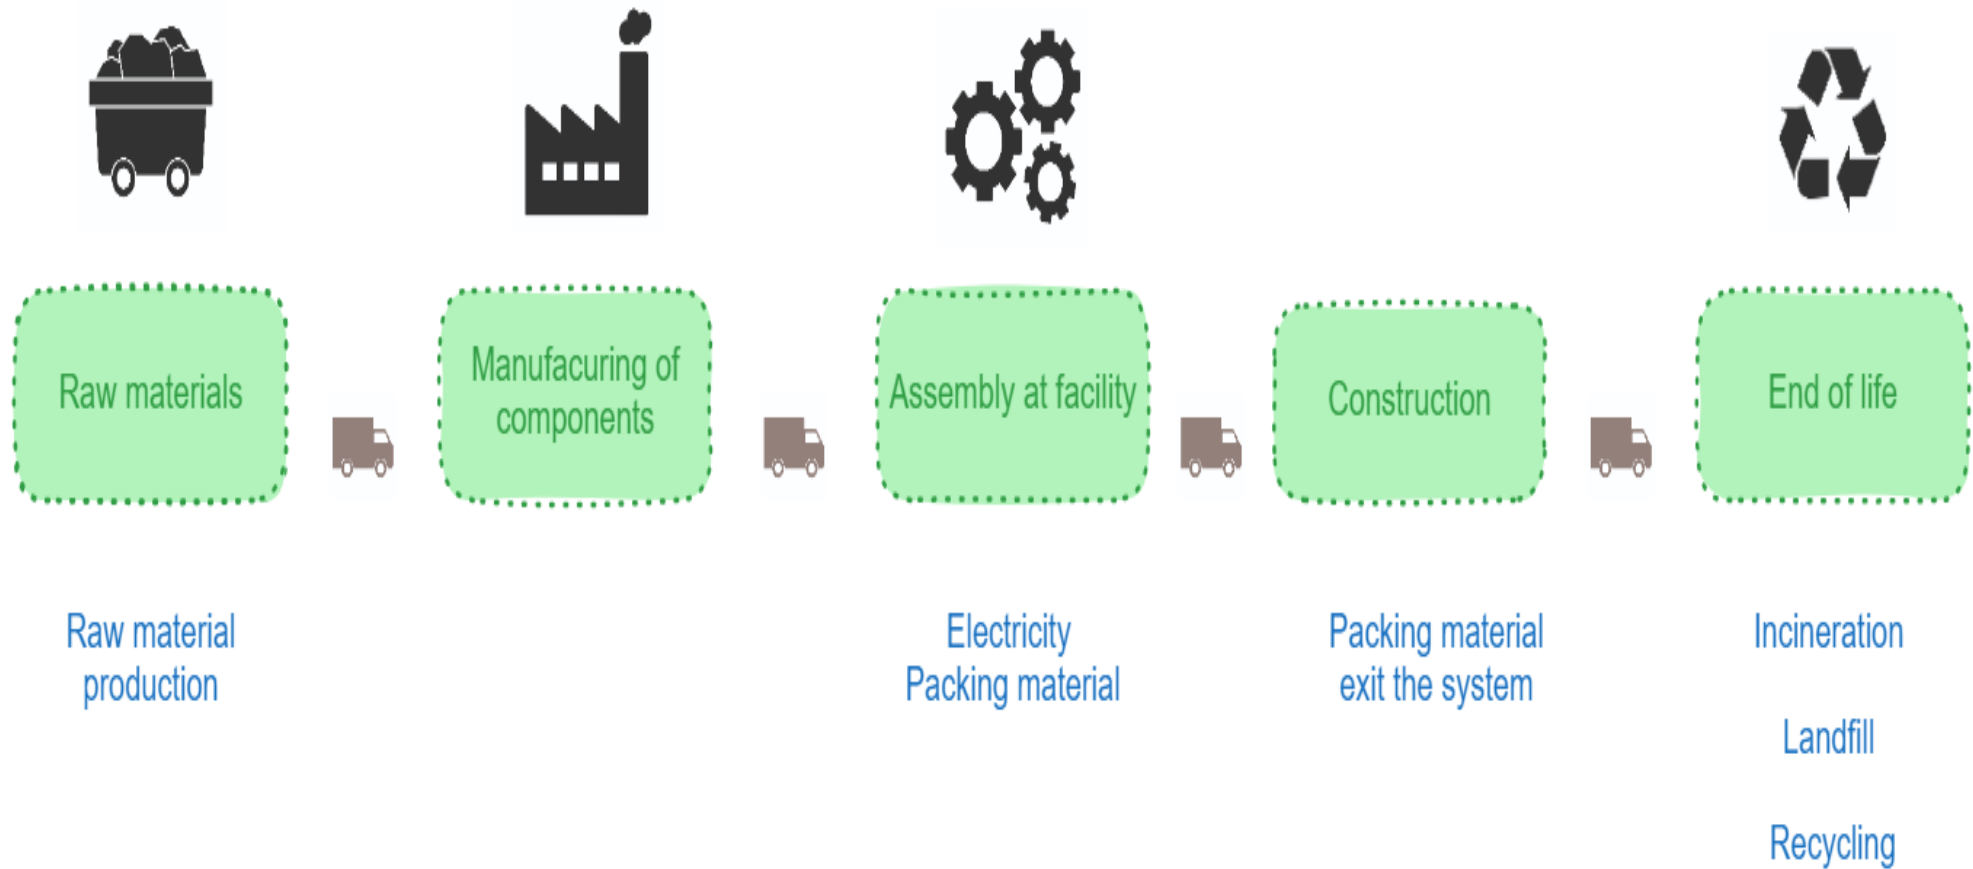 Raw materials
Manufacuring of
components
Assembly at facility
Construction
End of life
Raw material
production
Electricity
Packing material
Packing material
exit the system
Incineration
Landfill
Recycling